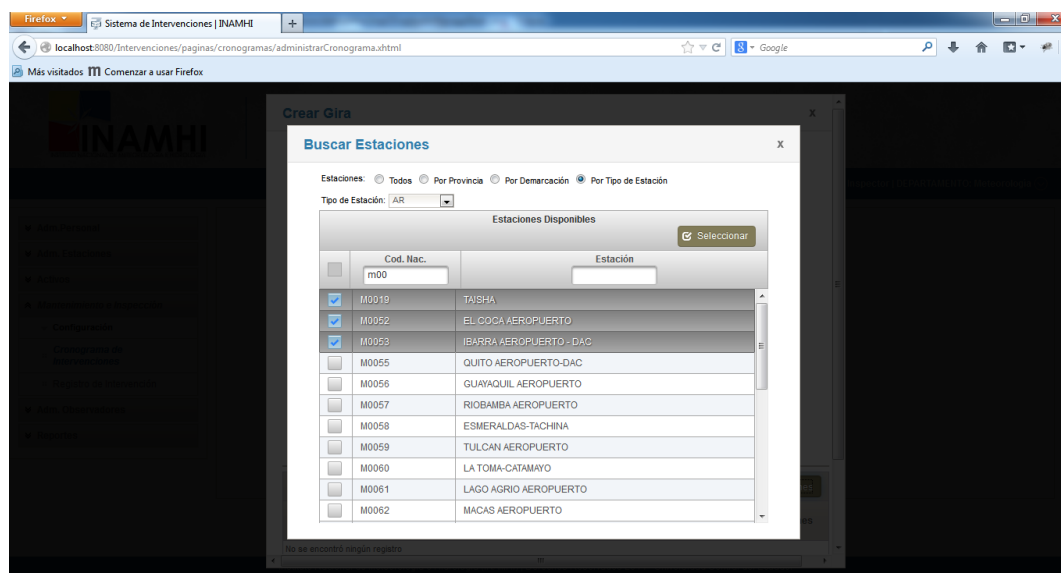 Firefox
Sistema de Intervenciones | INAMHI
localhost:8080/Intervenciones/paginas/cronogramas/administrarCronograma.xhtml
Google
Más visitados Comenzar a usar Firefox
INAMHI
Crear Gira x
Buscar Estaciones x
Estaciones: Todos Por Provincia Por Demarcación Por Tipo de Estación
Tipo de Estación: AR
Estaciones Disponibles
Seleccionar
Cod. Nac. Estación
m00
M0019 TAISHA
M0052 EL COCA AEROPUERTO
M0053 IBARRA AEROPUERTO - DAC
M0055 QUITO AEROPUERTO-DAC
M0056 GUAYAQUIL AEROPUERTO
M0057 RIOBAMBA AEROPUERTO
M0058 ESMERALDAS-TACHINA
M0059 TULCAN AEROPUERTO
M0060 LA TOMA-CATAMAYO
M0061 LAGO AGRIO AEROPUERTO
M0062 MACAS AEROPUERTO
No se encontró ningún registro